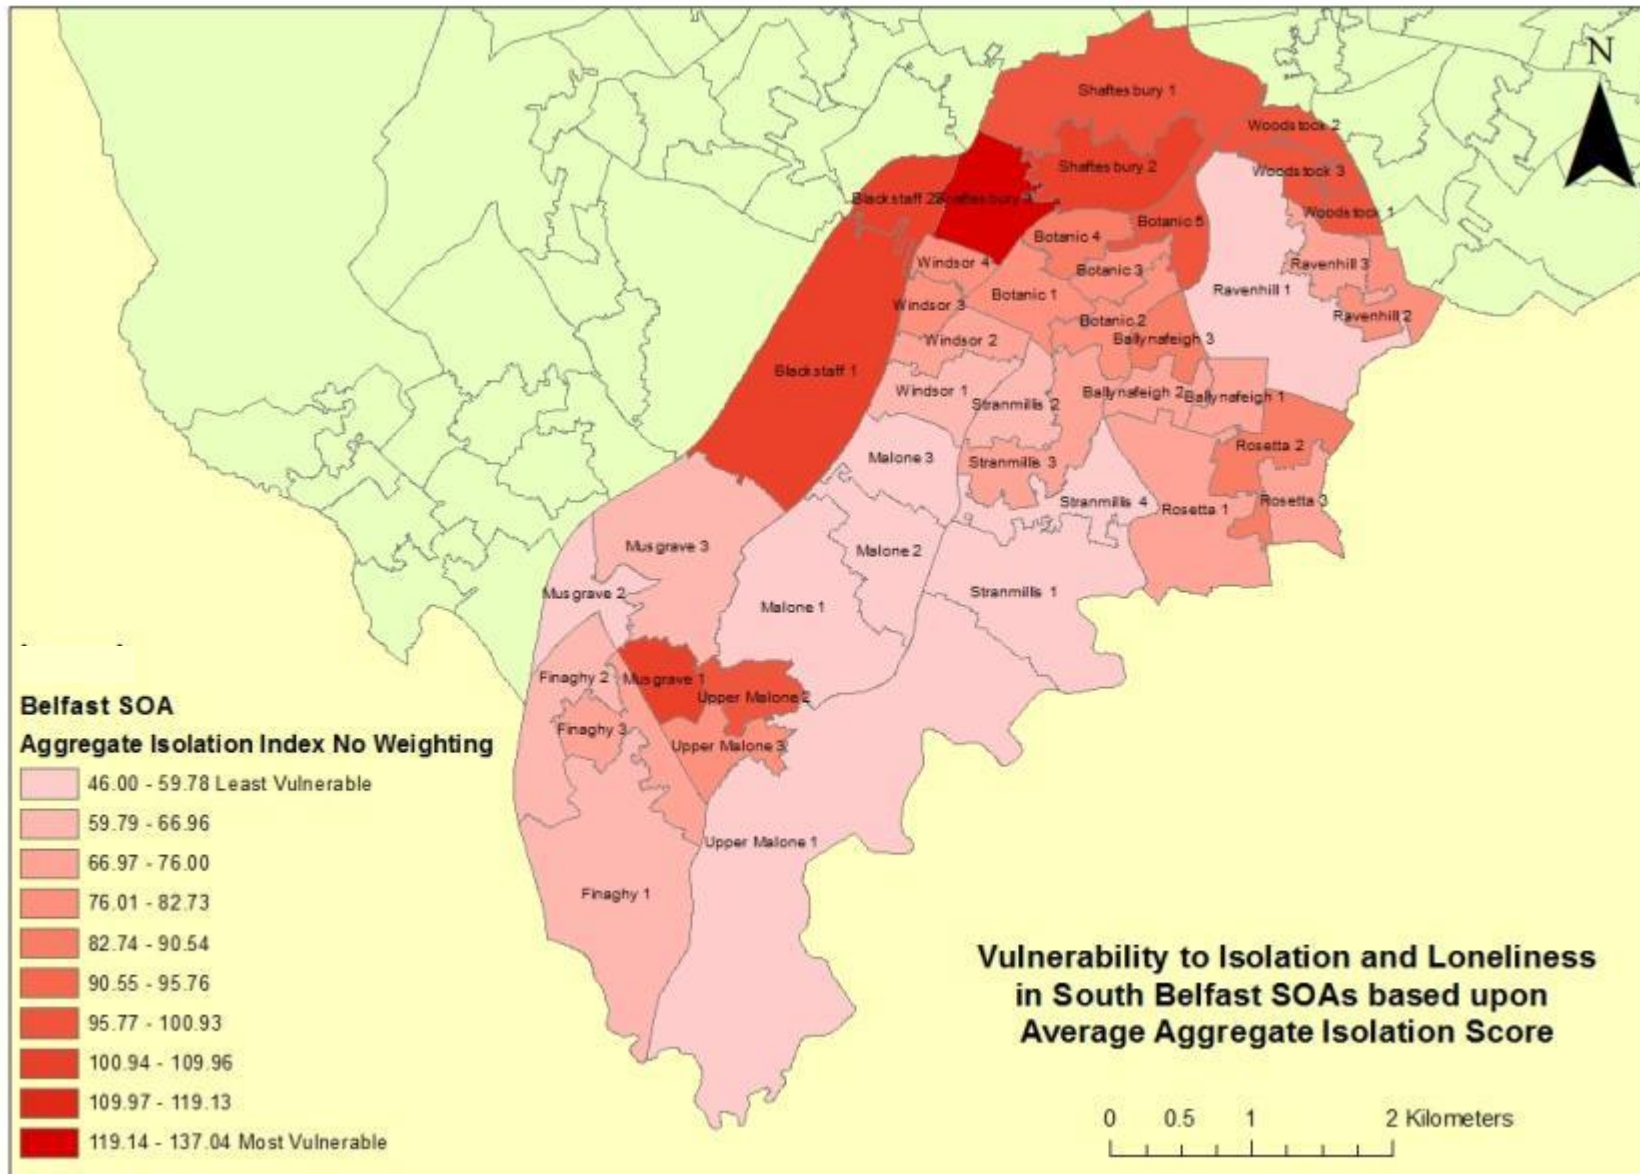 N
Shaftesbury 1
Woodstock 2
Shaftesbury 2
Woodstock 3
Blackstaff 2
Shaftesbury 3
Woodstock 1
Botanic 5
Botanic 4
Windsor 4
Botanic 3
Ravenhill 3
Ravenhill 1
Botanic 1
Windsor 3
Ravenhill 2
Botanic 2
Windsor 2
Ballynafeigh 3
Blackstaff 1
Windsor 1
Ballynafeigh 2
Ballynafeigh 1
Stranmillis 2
Rosetta 2
Malone 3
Stranmillis 3
Stranmillis 4
Rosetta 3
Rosetta 1
Musgrave 3
Malone 2
Musgrave 2
Stranmillis 1
Malone 1
Finaghy 2
Musgrave 1
Upper Malone 2
Finaghy 3
Upper Malone 3
Upper Malone 1
Finaghy 1
Belfast SOA
Aggregate Isolation Index No Weighting
46.00 - 59.78 Least Vulnerable
59.79 - 66.96
66.97 - 76.00
76.01 - 82.73
82.74 - 90.54
90.55 - 95.76
95.77 - 100.93
100.94 - 109.96
109.97 - 119.13
119.14 - 137.04 Most Vulnerable
Vulnerability to Isolation and Loneliness
in South Belfast SOAs based upon
Average Aggregate Isolation Score
0 0.5 1 2 Kilometers